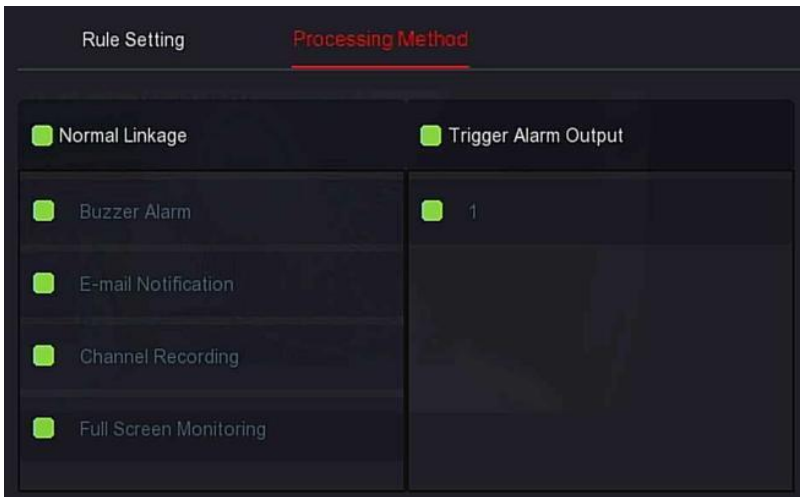 Rule Setting Processing Method
Normal Linkage Trigger Alarm Output
Buzzer Alarm 1
E-mail Notification
Channel Recording
Full Screen Monitoring